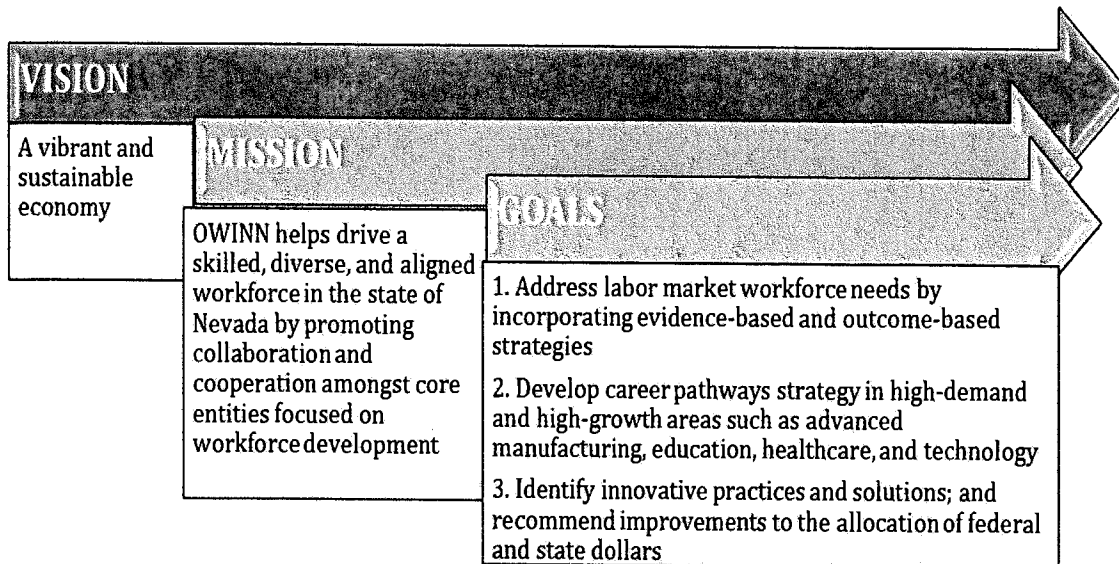 VISION
A vibrant and
sustainable
economy
MISSION
OWINN helps drive a
skilled, diverse, and aligned
workforce in the state of
Nevada by promoting
collaboration and
cooperation amongst core
entities focused on
workforce development
GOALS
1. Address labor market workforce needs by
incorporating evidence-based and outcome-based
strategies
2. Develop career pathways strategy in high-demand
and high-growth areas such as advanced
manufacturing, education, healthcare, and technology
3. Identify innovative practices and solutions; and
recommend improvements to the allocation of federal
and state dollars